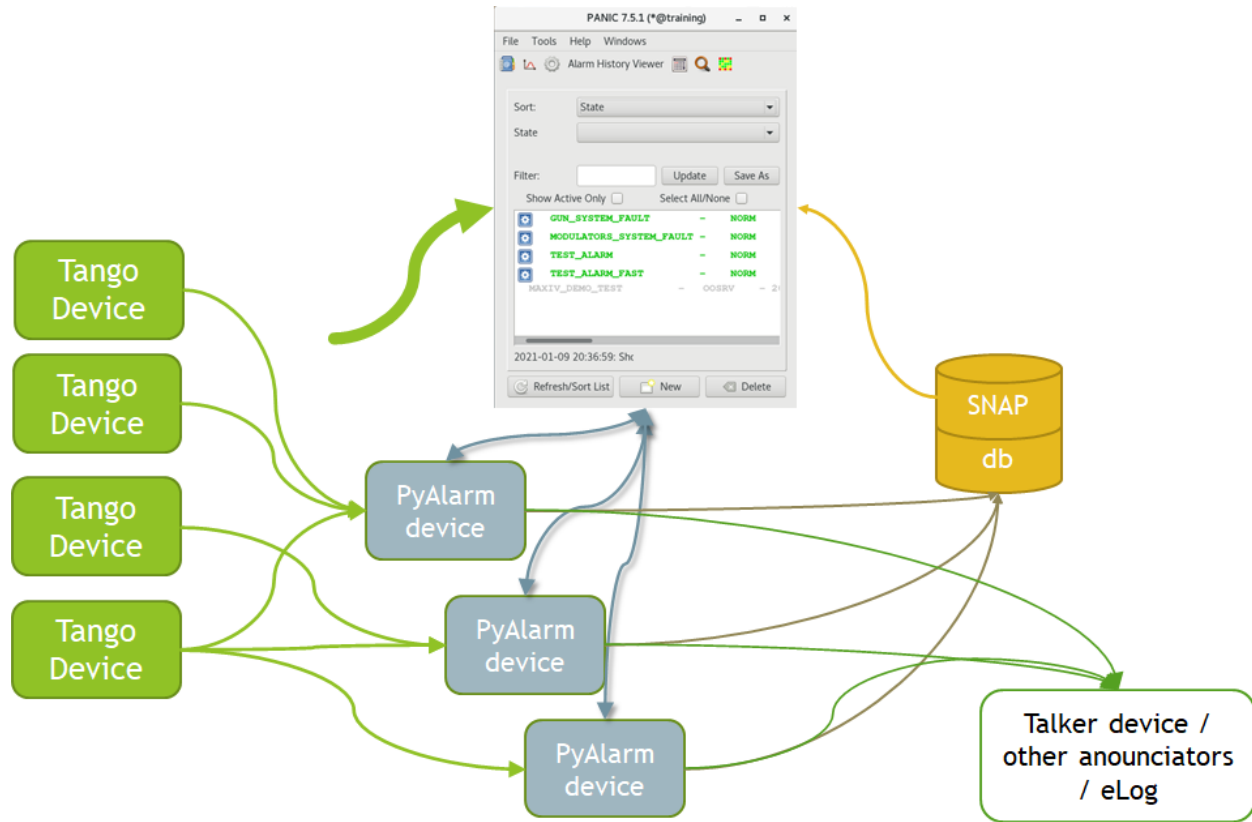 PANIC 7.5.1 (*@training)
File Tools Help Windows
Alarm History Viewer
Sort: State
State
Filter: Update Save As
Show Active Only Select All/None
GUN_SYSTEM_FAULT - NORM
MODULATORS_SYSTEM_FAULT - NORM
TEST_ALARM - NORM
TEST_ALARM_FAST - NORM
MAXIV_DEMO_TEST - OOSRV - 20
2021-01-09 20:36:59: Sho
Refresh/Sort List New Delete
Tango
Device
Tango
Device
Tango
Device
Tango
Device
PyAlarm
device
PyAlarm
device
PyAlarm
device
SNAP
db
Talker device /
other anounciators
/ eLog